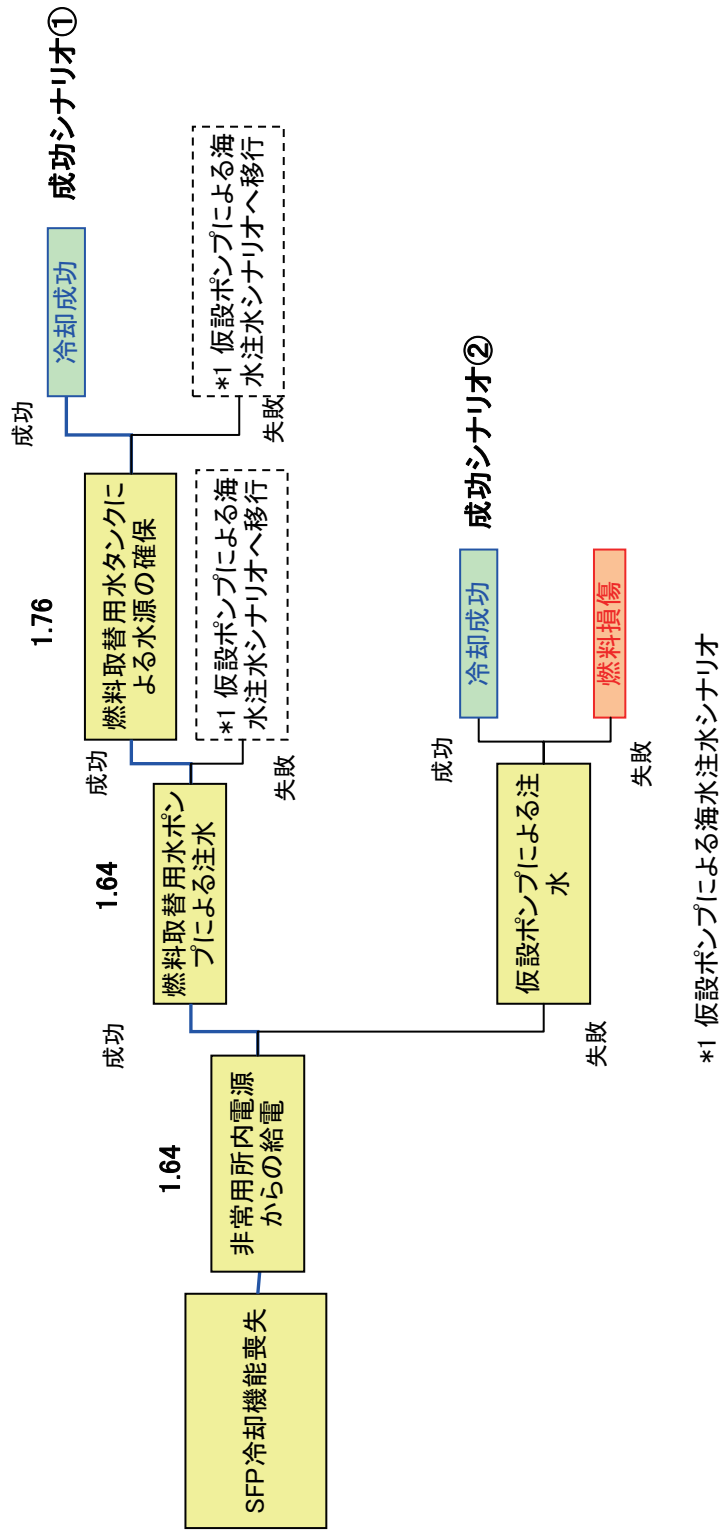 SFP冷却機能喪失
1.64
非常用所内電源
からの給電
成功
失敗
1.64
燃料取替用水ポン
プによる注水
成功
失敗
1.76
燃料取替用水タンクに
よる水源の確保
*1 仮設ポンプによる海
水注水シナリオへ移行
成功
失敗
冷却成功
成功シナリオ①
*1 仮設ポンプによる海
水注水シナリオへ移行
仮設ポンプによる注
水
成功
失敗
冷却成功
成功シナリオ②
燃料損傷
*1 仮設ポンプによる海水注水シナリオ